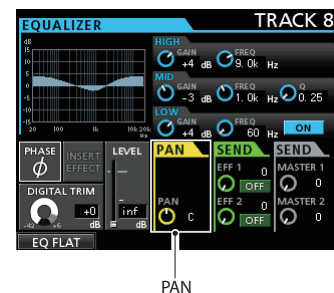 EQUALIZER TRACK 8
dB
15
10
5
0
5
10
15
20 100 1k 10k 20k
HIGH
GAIN +4 dB FREQ 9.0k Hz
MID
GAIN -3 dB FREQ 1.0k Hz Q 0.25
LOW
GAIN +4 dB FREQ 60 Hz ON
PHASE INSERT EFFECT
φ
LEVEL
inf
dB
DIGITAL TRIM
+0
-42 +6 dB
PAN
PAN
C
SEND
EFF 1 0
OFF
EFF 2 0
OFF
SEND
MASTER 1
0
MASTER 2
0
EQ FLAT
PAN